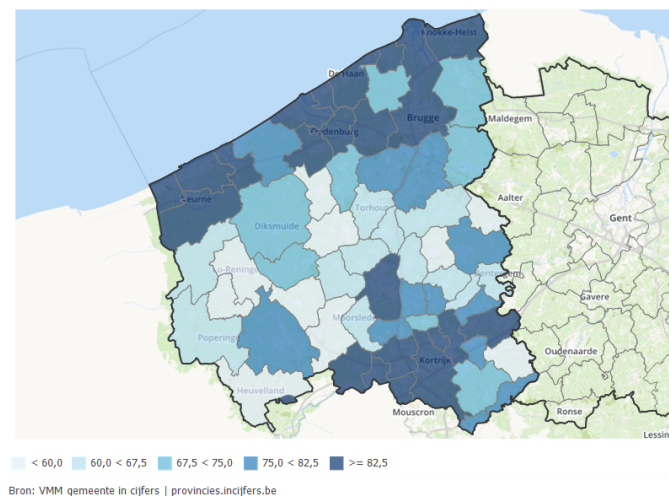 Knokke-Heist
De Haan
Brugge
Maldegem
Oudenburg
Veurne
Aalter
Torhout
Gent
Diksmuide
Lo-Reninge
Dentergem
Gavere
Moorslede
Poperinge
Oudenaarde
Kortrijk
Heuvelland
Mouscron
Ronse
Lessin
< 60,0 60,0 < 67,5 67,5 < 75,0 75,0 < 82,5 >= 82,5
Bron: VMM gemeente in cijfers | provincies.incijfers.be